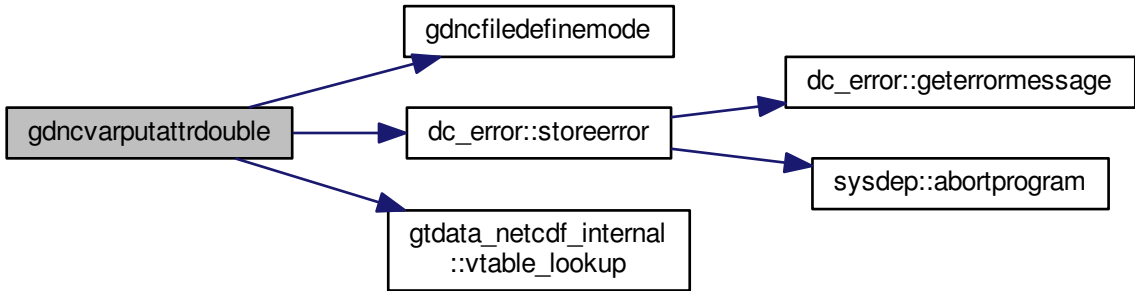 gdncfiledefinemode
dc_error::geterrormessage
gdncvarputattrdouble
dc_error::storeerror
sysdep::abortprogram
gtdata_netcdf_internal
::vtable_lookup